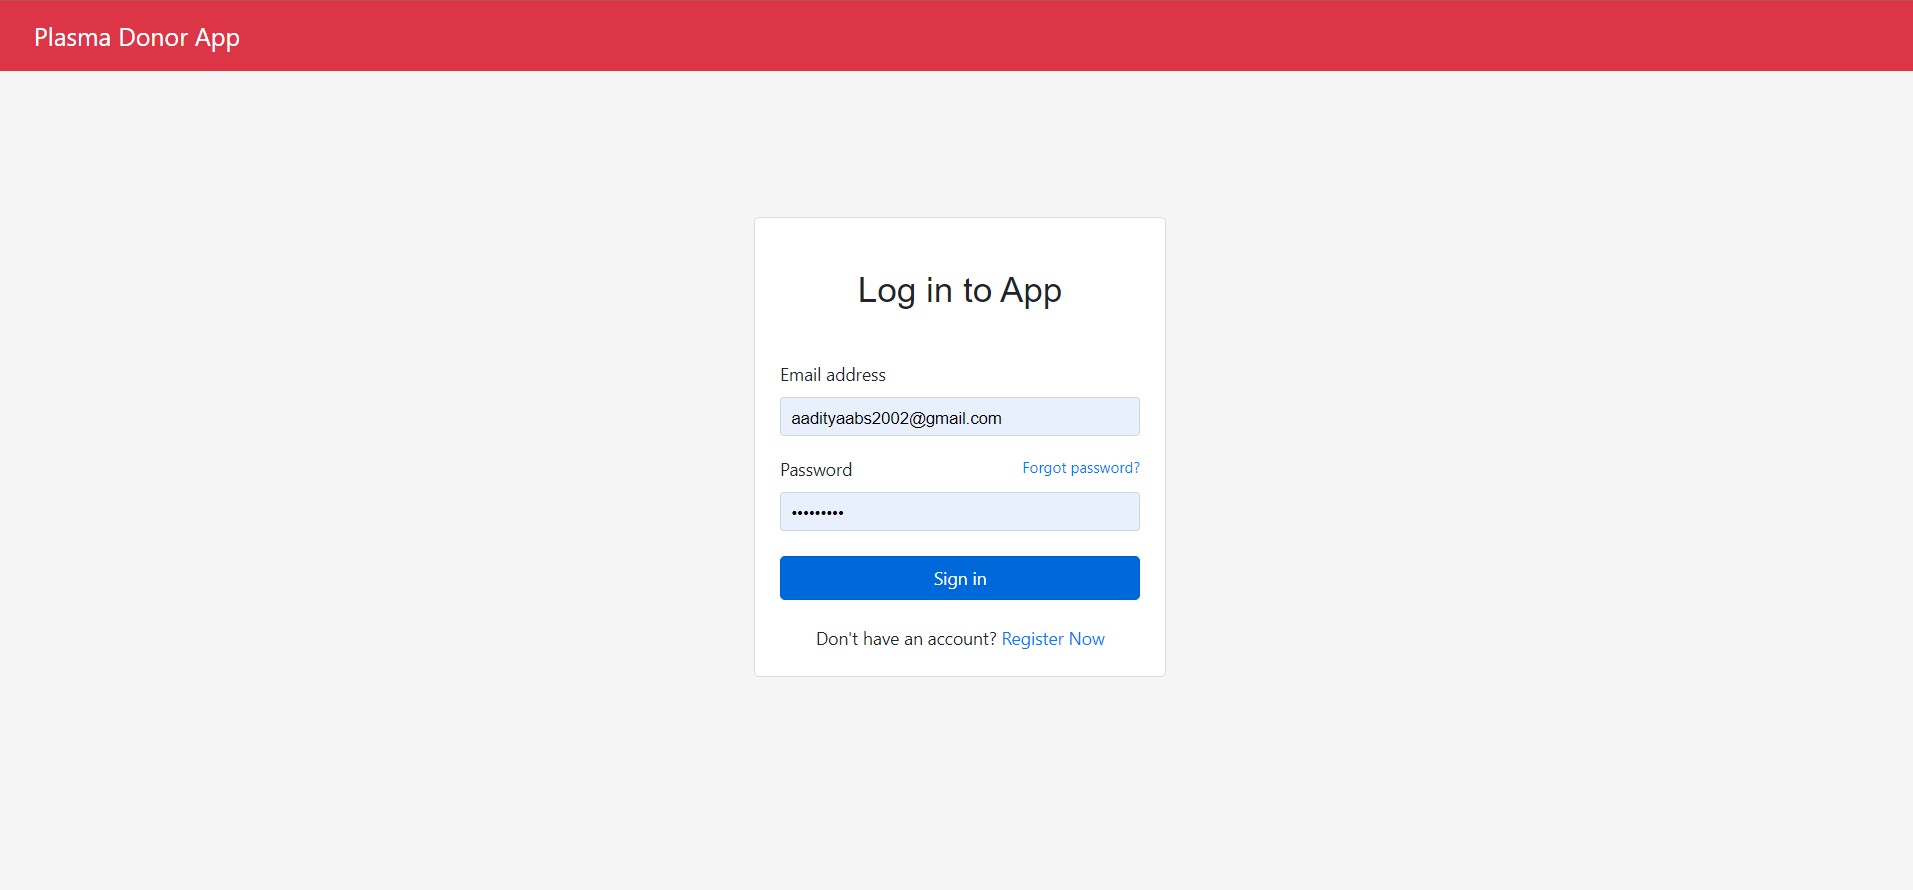 Plasma Donor App
Log in to App
Email address
aadityaabs2002@gmail.com
Password Forgot password?
•••••••••
Sign in
Don't have an account? Register Now